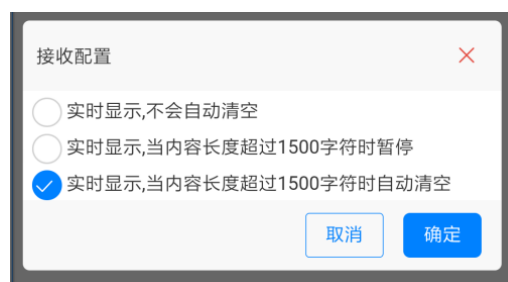 接收配置
实时显示,不会自动清空
实时显示,当内容长度超过1500字符时暂停
实时显示,当内容长度超过1500字符时自动清空
取消 确定